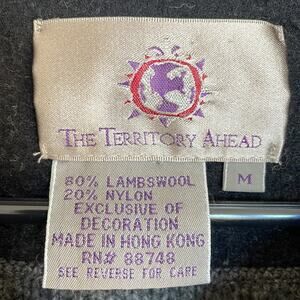 THE TERRITORY AHEAD
M
80% LAMBSWOOL
20% NYLON
EXCLUSIVE OF
DECORATION
MADE IN HONG KONG
RN# 88748
SEE REVERSE FOR CARE